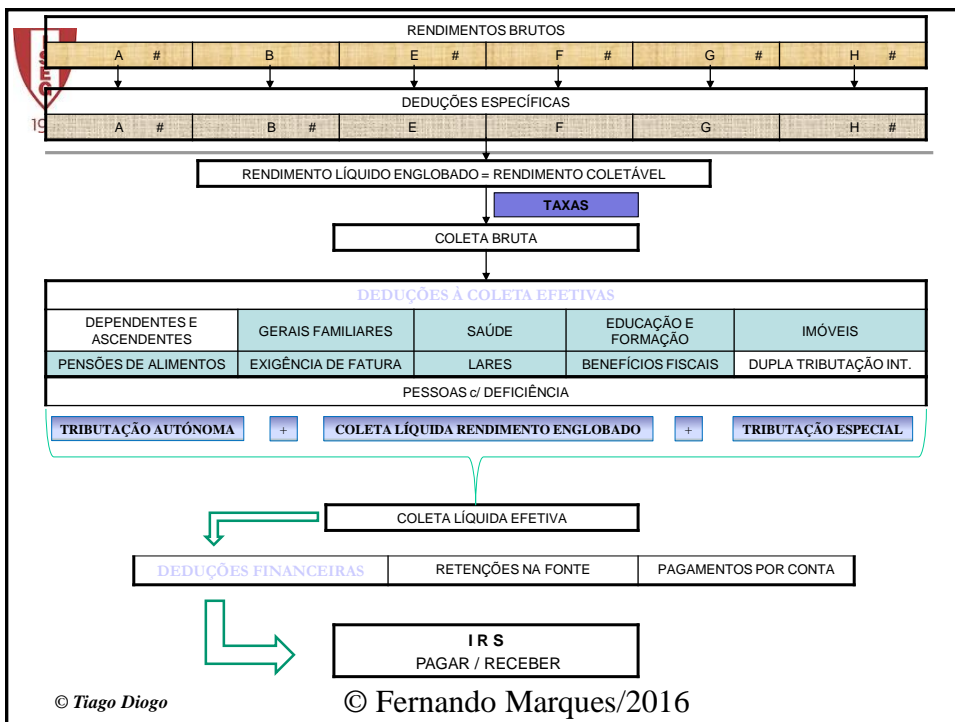 RENDIMENTOS BRUTOS
A # B E # F # G # H #
DEDUÇÕES ESPECÍFICAS
19
A # B # E F G H #
RENDIMENTO LÍQUIDO ENGLOBADO = RENDIMENTO COLETÁVEL
TAXAS
COLETA BRUTA
DEDUÇÕES À COLETA EFETIVAS
DEPENDENTES E
ASCENDENTES
GERAIS FAMILIARES
SAÚDE
EDUCAÇÃO E
FORMAÇÃO
IMÓVEIS
PENSÕES DE ALIMENTOS
EXIGÊNCIA DE FATURA
LARES
BENEFÍCIOS FISCAIS
DUPLA TRIBUTAÇÃO INT.
PESSOAS c/ DEFICIÊNCIA
TRIBUTAÇÃO AUTÓNOMA + COLETA LÍQUIDA RENDIMENTO ENGLOBADO + TRIBUTAÇÃO ESPECIAL
COLETA LÍQUIDA EFETIVA
DEDUÇÕES FINANCEIRAS
RETENÇÕES NA FONTE
PAGAMENTOS POR CONTA
I R S
PAGAR / RECEBER
© Tiago Diogo
© Fernando Marques/2016